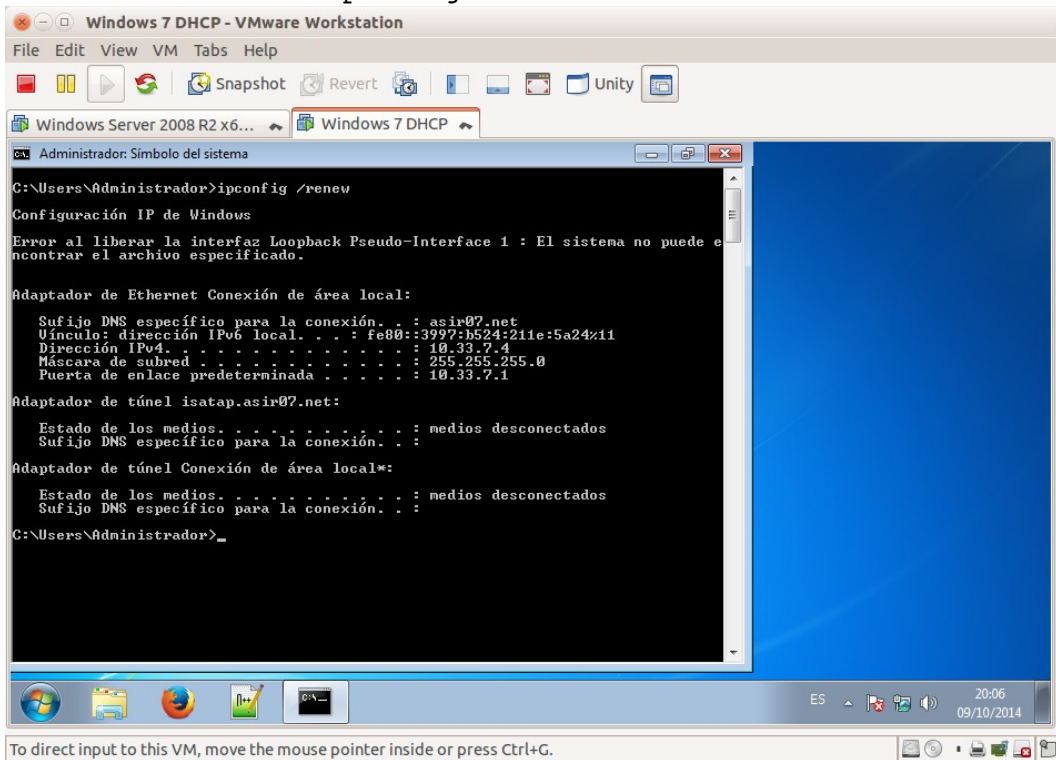 Windows 7 DHCP - VMware Workstation
File Edit View VM Tabs Help
Snapshot Revert Unity
Windows Server 2008 R2 x6... Windows 7 DHCP
Administrador: Símbolo del sistema
C:\Users\Administrador>ipconfig /renew
Configuración IP de Windows
Error al liberar la interfaz Loopback Pseudo-Interface 1 : El sistema no puede e
ncontrar el archivo especificado.
Adaptador de Ethernet Conexión de área local:
Sufijo DNS específico para la conexión. . : asir07.net
Vínculo: dirección IPv6 local. . . : fe80::3997:b524:211e:5a24%11
Dirección IPv4. . . . . . . . . . . . . . : 10.33.7.4
Máscara de subred . . . . . . . . . . . . : 255.255.255.0
Puerta de enlace predeterminada . . . . . : 10.33.7.1
Adaptador de túnel isatap.asir07.net:
Estado de los medios. . . . . . . . . . . : medios desconectados
Sufijo DNS específico para la conexión. . :
Adaptador de túnel Conexión de área local*:
Estado de los medios. . . . . . . . . . . : medios desconectados
Sufijo DNS específico para la conexión. . :
C:\Users\Administrador>_
ES
20:06
09/10/2014
To direct input to this VM, move the mouse pointer inside or press Ctrl+G.